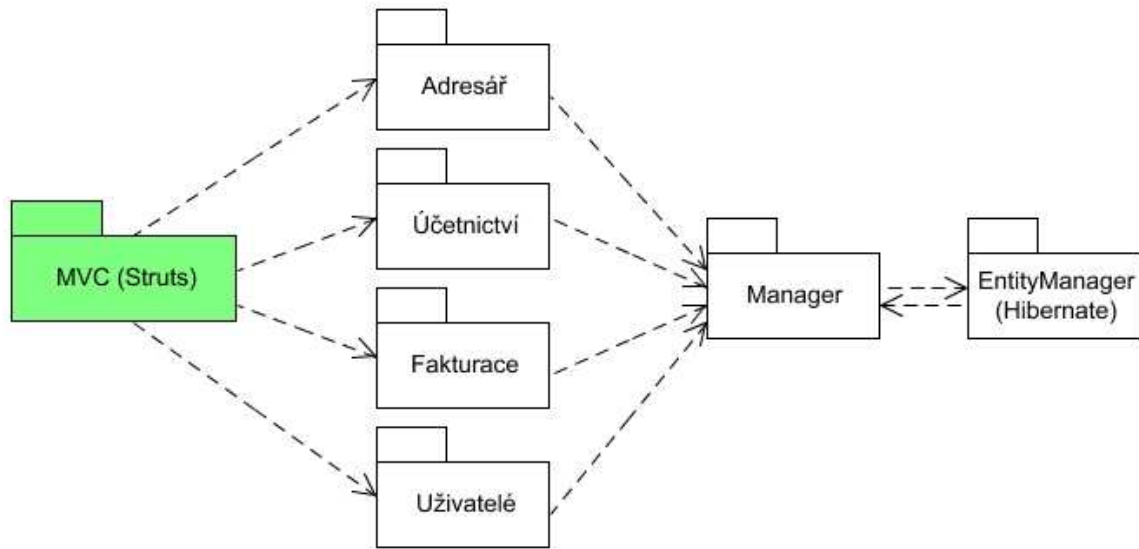 Adresář
Účetnictví
MVC (Struts)
Fakturace
Uživatelé
Manager
EntityManager
(Hibernate)